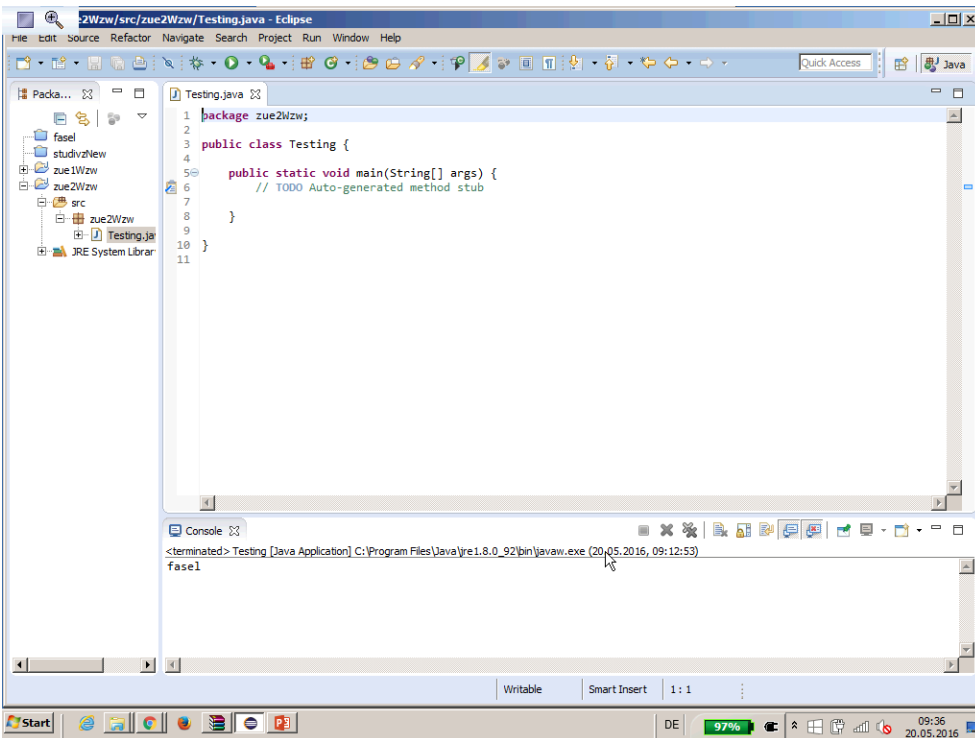 e2Wzw/src/zue2Wzw/Testing.java - Eclipse
File Edit Source Refactor Navigate Search Project Run Window Help
Quick Access
Java
Packa...
Testing.java
fasel
studivzNew
zue1Wzw
zue2Wzw
src
zue2Wzw
Testing.ja
JRE System Librar
1 package zue2Wzw;
2
3 public class Testing {
4
5 public static void main(String[] args) {
6 // TODO Auto-generated method stub
7
8 }
9
10 }
11
Console
<terminated> Testing [Java Application] C:\Program Files\Java\jre1.8.0_92\bin\javaw.exe (20.05.2016, 09:12:53)
fasel
Writable Smart Insert 1 : 1
Start
DE
97%
09:36
20.05.2016